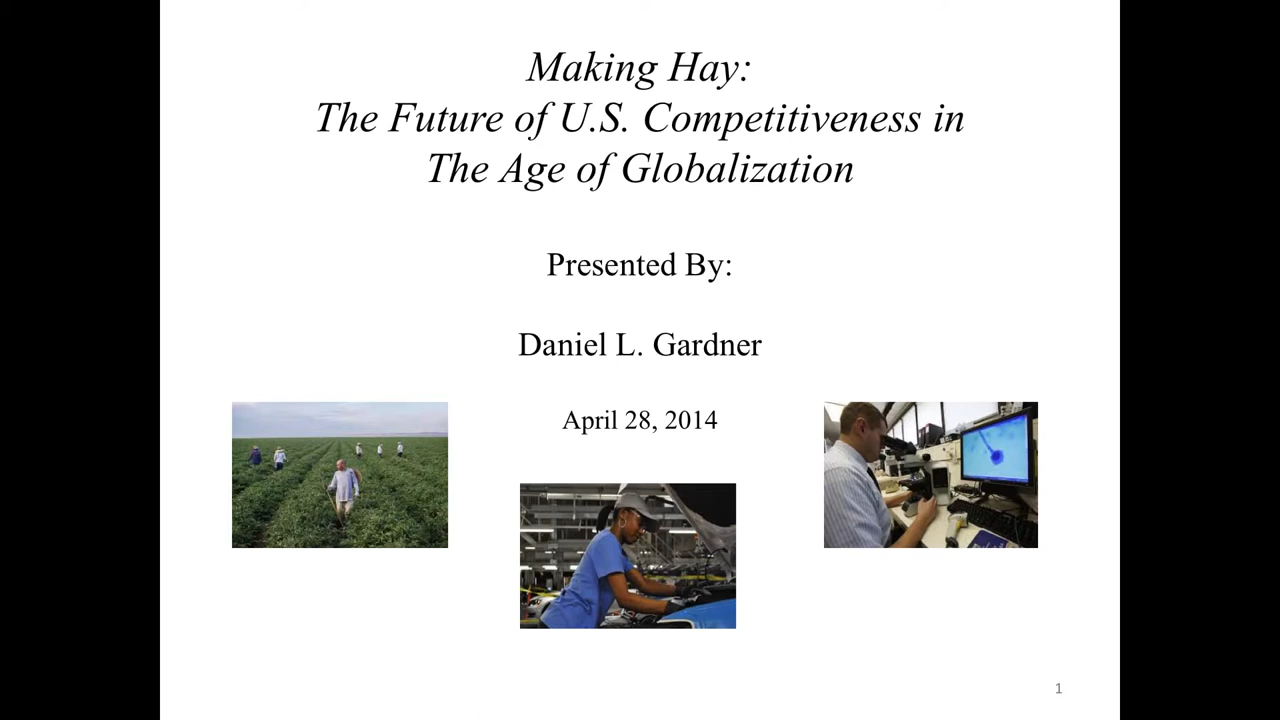 Making Hay:
The Future of U.S. Competitiveness in
The Age of Globalization
Presented By:
Daniel L. Gardner
April 28, 2014
1